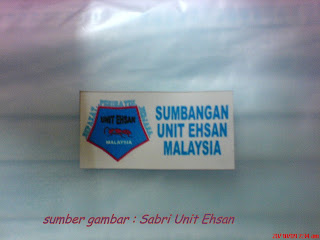 UNIT EHSAN
MALAYSIA
SUMBANGAN
UNIT EHSAN
MALAYSIA
sumber gambar : Sabri Unit Ehsan